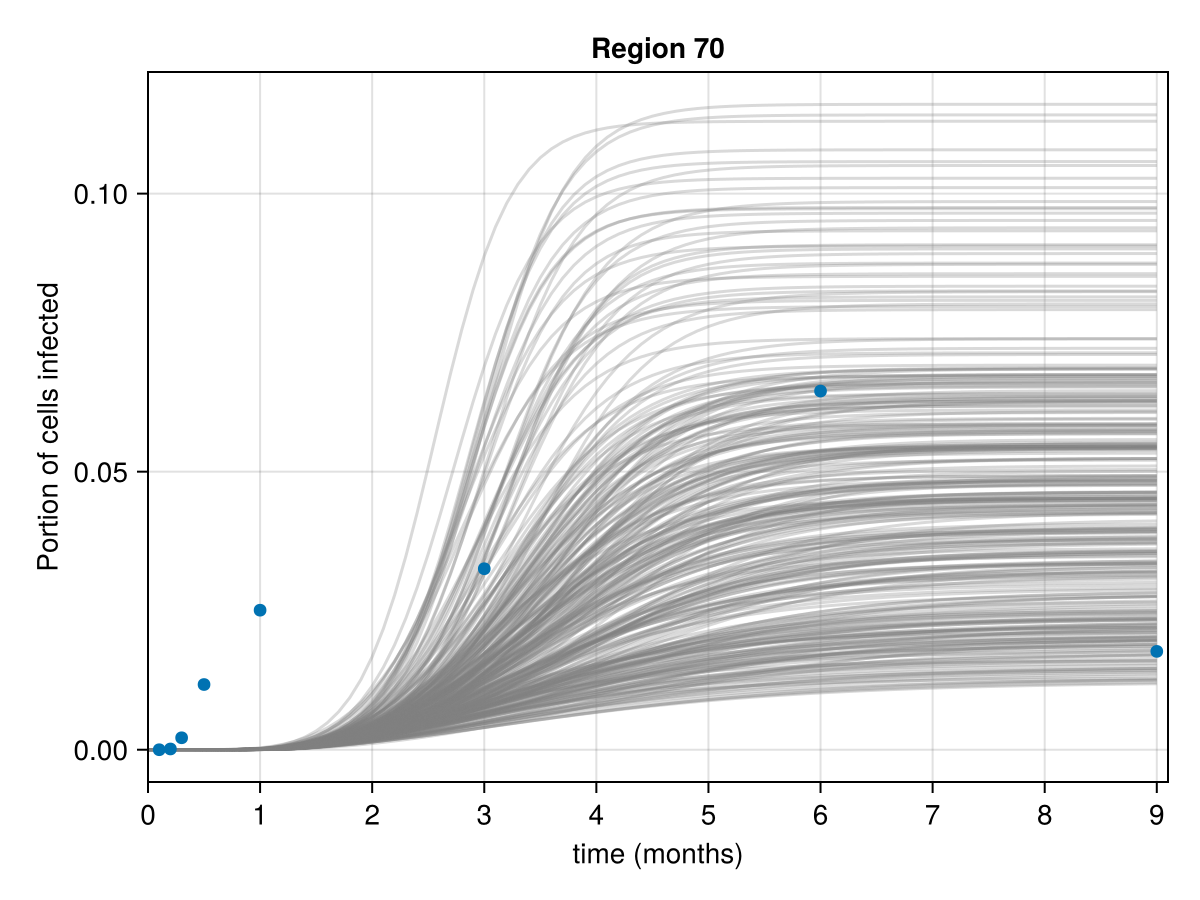 Region 70
Portion of cells infected
0.10
0.05
0.00
0 1 2 3 4 5 6 7 8 9
time (months)